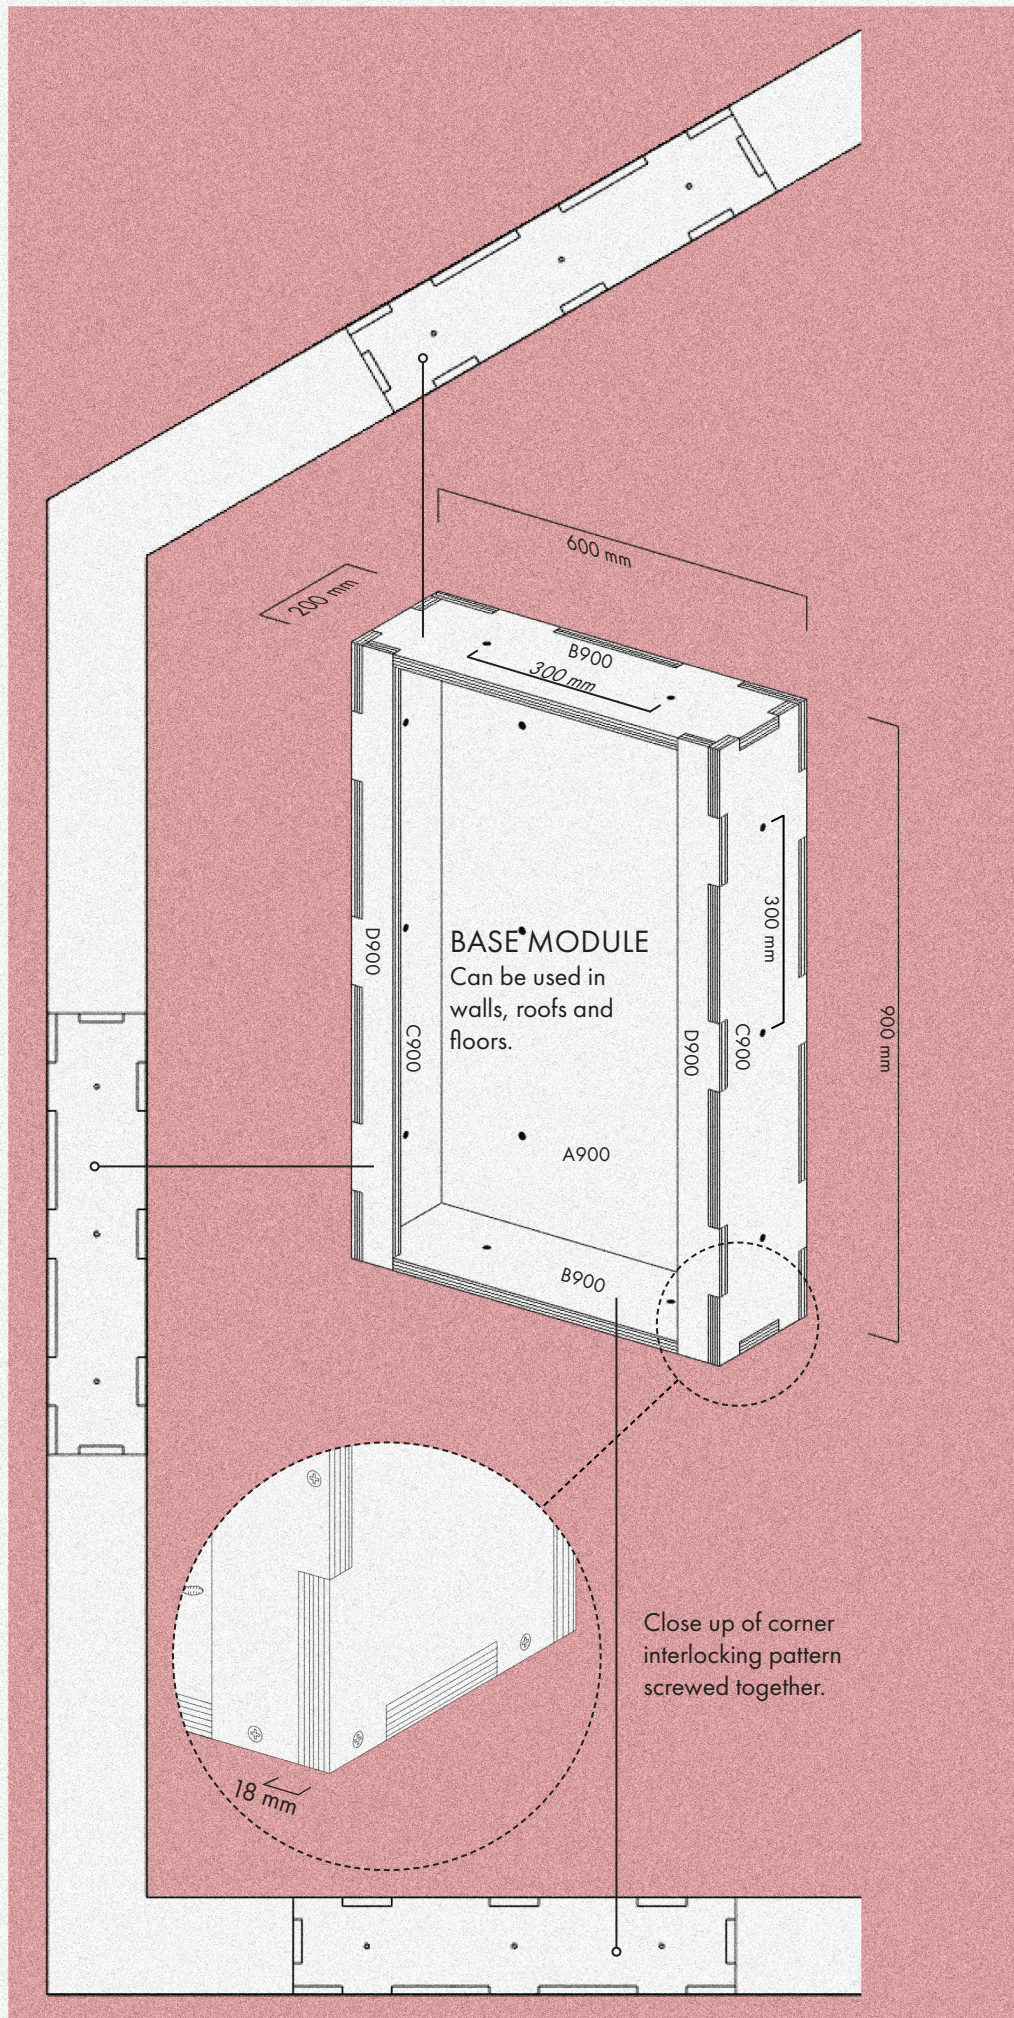 600 mm
200 mm
B900
300 mm
D900
C900
BASE MODULE
Can be used in
walls, roofs and
floors.
D900
C900
300 mm
900 mm
A900
B900
Close up of corner
interlocking pattern
screwed together.
18 mm